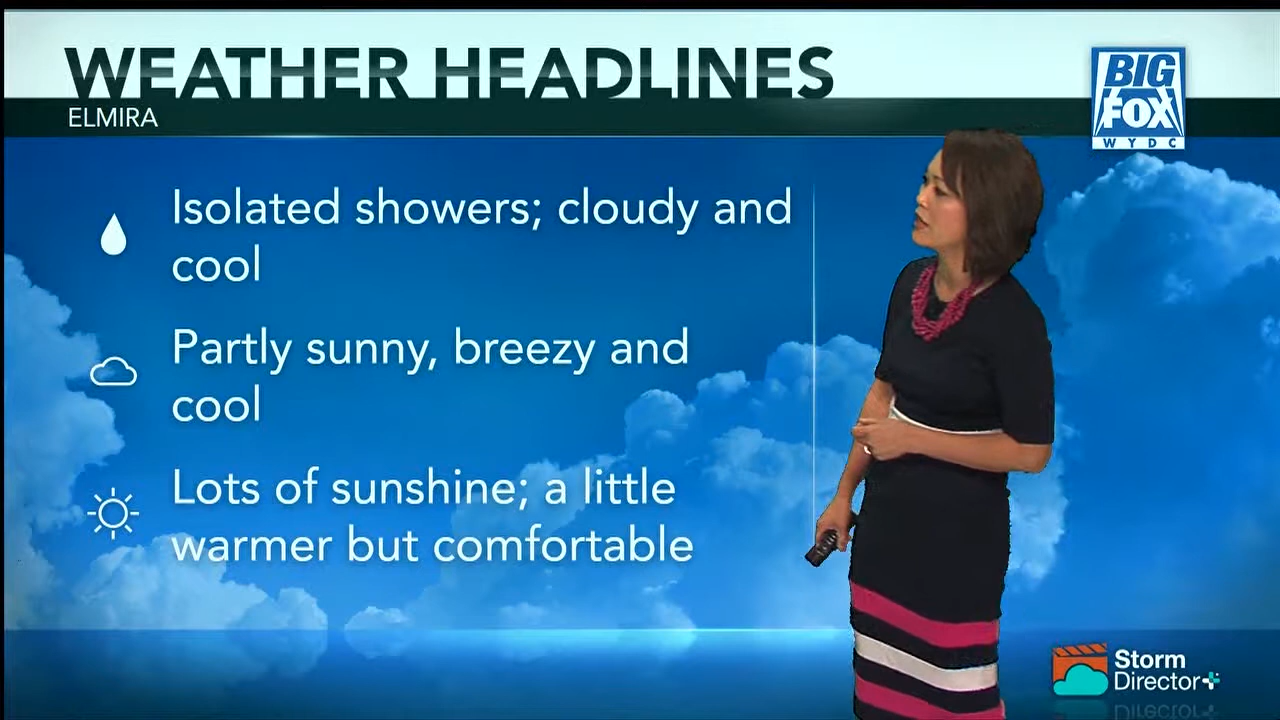 WEATHER HEADLINES
ELMIRA
BIG
FOX
WYDC
Isolated showers; cloudy and
cool
Partly sunny, breezy and
cool
Lots of sunshine; a little
warmer but comfortable
Storm
Director+